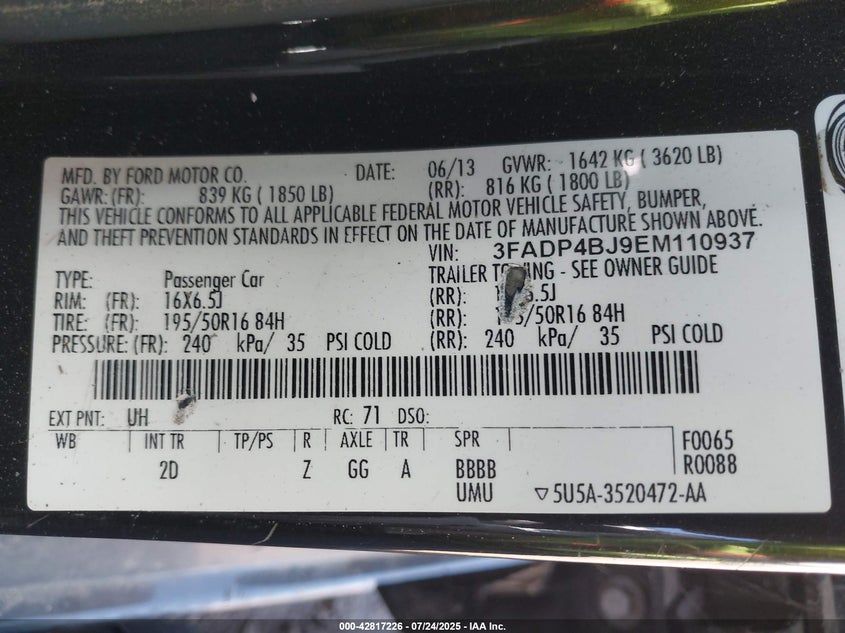 MFD. BY FORD MOTOR CO. DATE: 06/13 GVWR: 1642 KG ( 3620 LB)
GAWR: (FR): 839 KG ( 1850 LB) (RR): 816 KG ( 1800 LB)
THIS VEHICLE CONFORMS TO ALL APPLICABLE FEDERAL MOTOR VEHICLE SAFETY, BUMPER,
AND THEFT PREVENTION STANDARDS IN EFFECT ON THE DATE OF MANUFACTURE SHOWN ABOVE.
VIN: 3FADP4BJ9EM110937
TYPE: Passenger Car TRAILER - SEE OWNER GUIDE
RIM: (FR): 16X6.5J (RR):
TIRE: (FR): 195/50R16 84H (RR): 84H
PRESSURE: (FR): 240 kPa/ 35 PSI COLD (RR): 240 kPa/ 35 PSI COLD
EXT PNT: UH RC: 71 DSO:
WB INT TR TP/PS R AXLE TR SPR F0065
2D Z GG A BBBB R0088
UMU ▽5U5A-3520472-AA
000-42817226 - 07/24/2025 - IAA Inc.